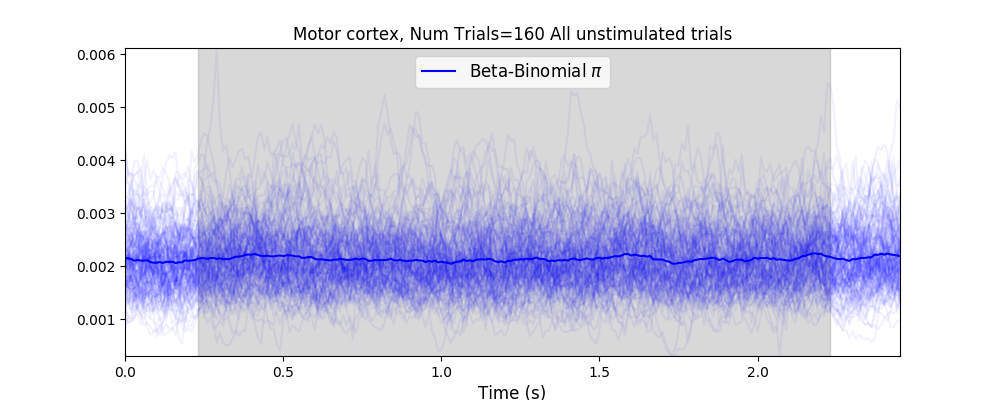 Motor cortex, Num Trials=160 All unstimulated trials
Beta-Binomial π
0.006
0.005
0.004
0.003
0.002
0.001
0.0 0.5 1.0 1.5 2.0
Time (s)